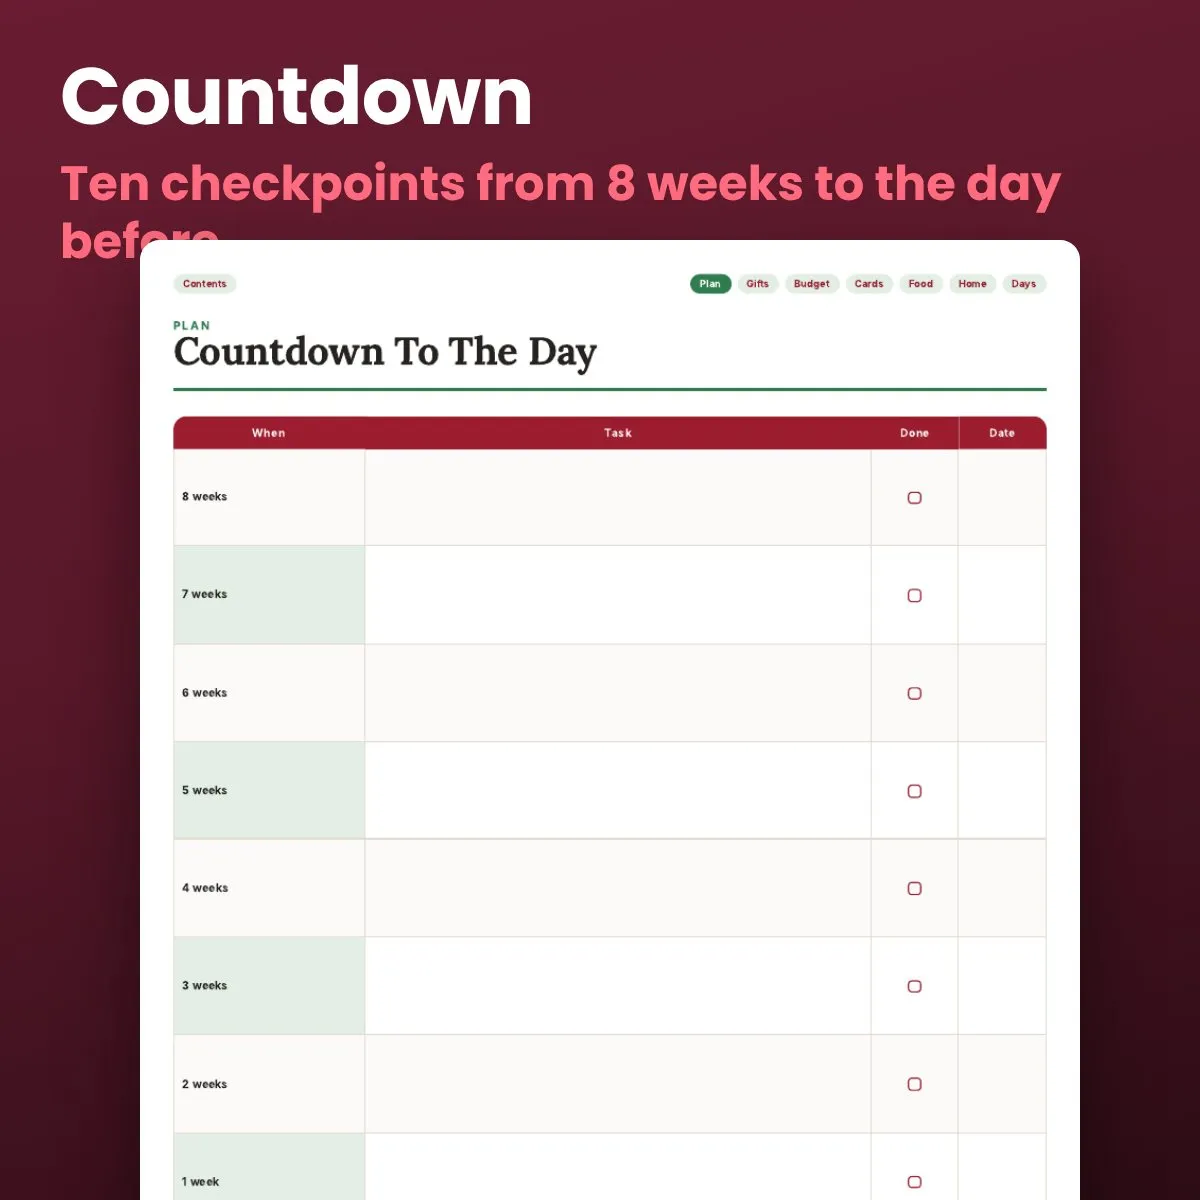 Countdown
Ten checkpoints from 8 weeks to the day
before
Contents
Plan Gifts Budget Cards Food Home Days
PLAN
Countdown To The Day
When Task Done Date
8 weeks
7 weeks
6 weeks
5 weeks
4 weeks
3 weeks
2 weeks
1 week